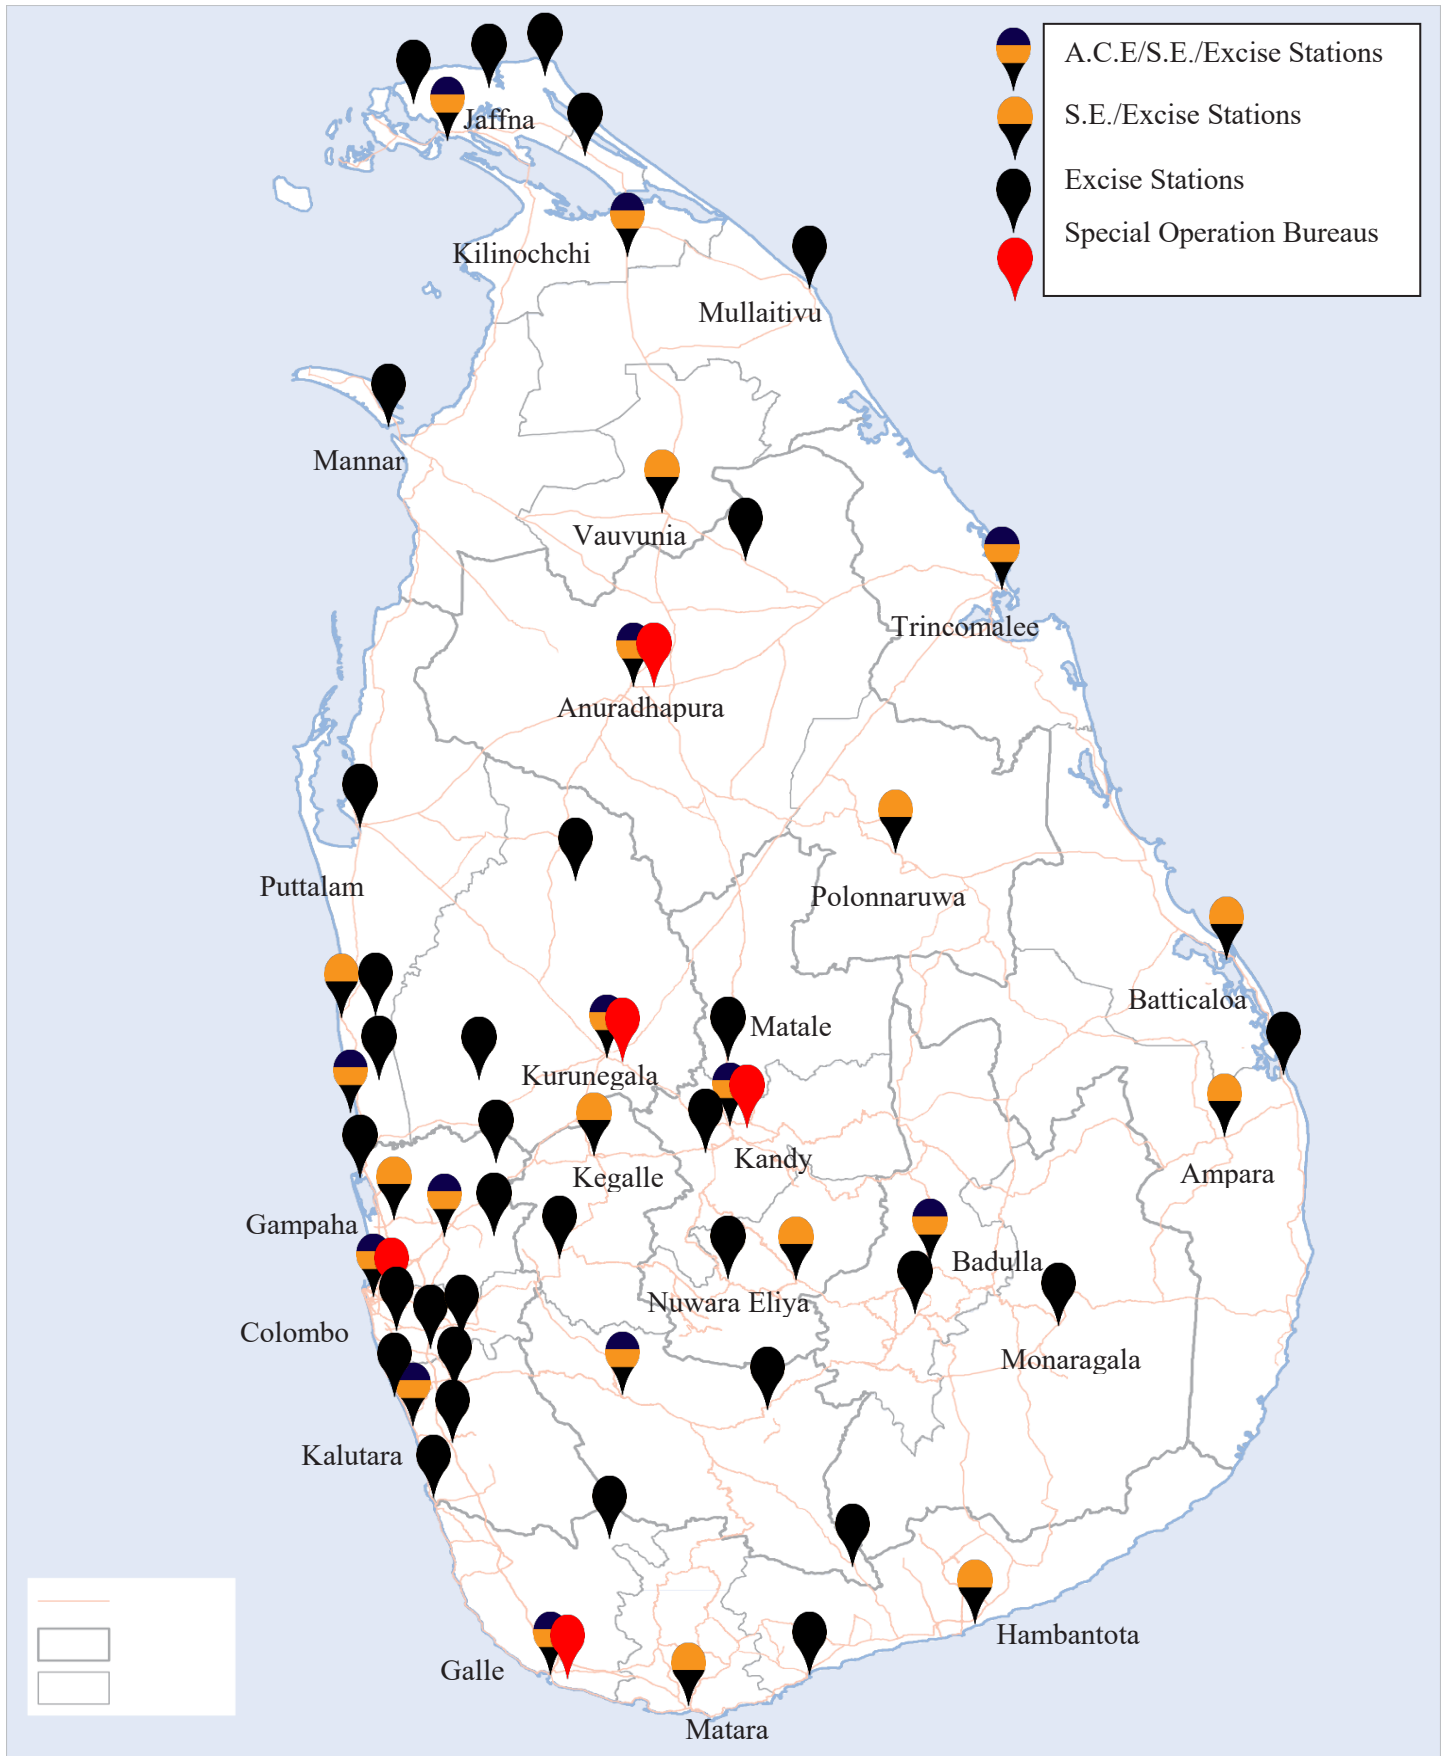 A.C.E/S.E./Excise Stations
S.E./Excise Stations
Excise Stations
Special Operation Bureaus
Jaffna
Kilinochchi
Mullaitivu
Mannar
Vauvunia
Trincomalee
Anuradhapura
Puttalam
Polonnaruwa
Batticaloa
Matale
Kurunegala
Kandy
Kegalle
Ampara
Gampaha
Badulla
Nuwara Eliya
Colombo
Monaragala
Kalutara
Hambantota
Galle
Matara